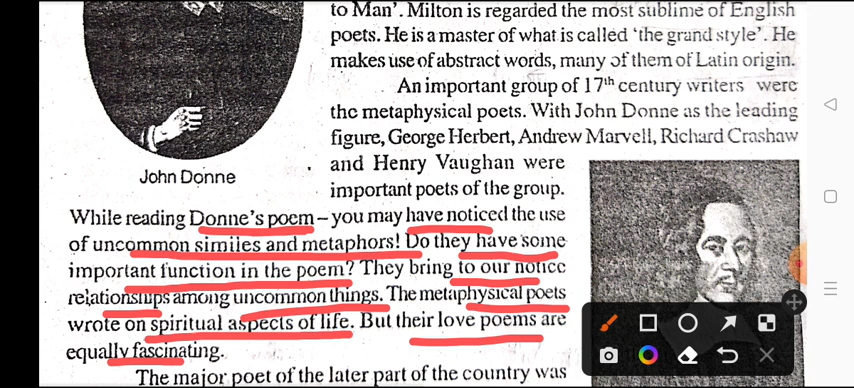 to Man'. Milton is regarded the most sublime of English
poets. He is a master of what is called 'the grand style'. He
makes use of abstract words, many of them of Latin origin.
An important group of 17th century writers were
the metaphysical poets. With John Donne as the leading
figure, George Herbert, Andrew Marvell, Richard Crashaw
and Henry Vaughan were
important poets of the group.
John Donne
While reading Donne's poem – you may have noticed the use
of uncommon similes and metaphors! Do they have some
important function in the poem? They bring to our notice
relationships among uncommon things. The metaphysical poets
wrote on spiritual aspects of life. But their love poems are
equally fascinating.
The major poet of the later part of the country was